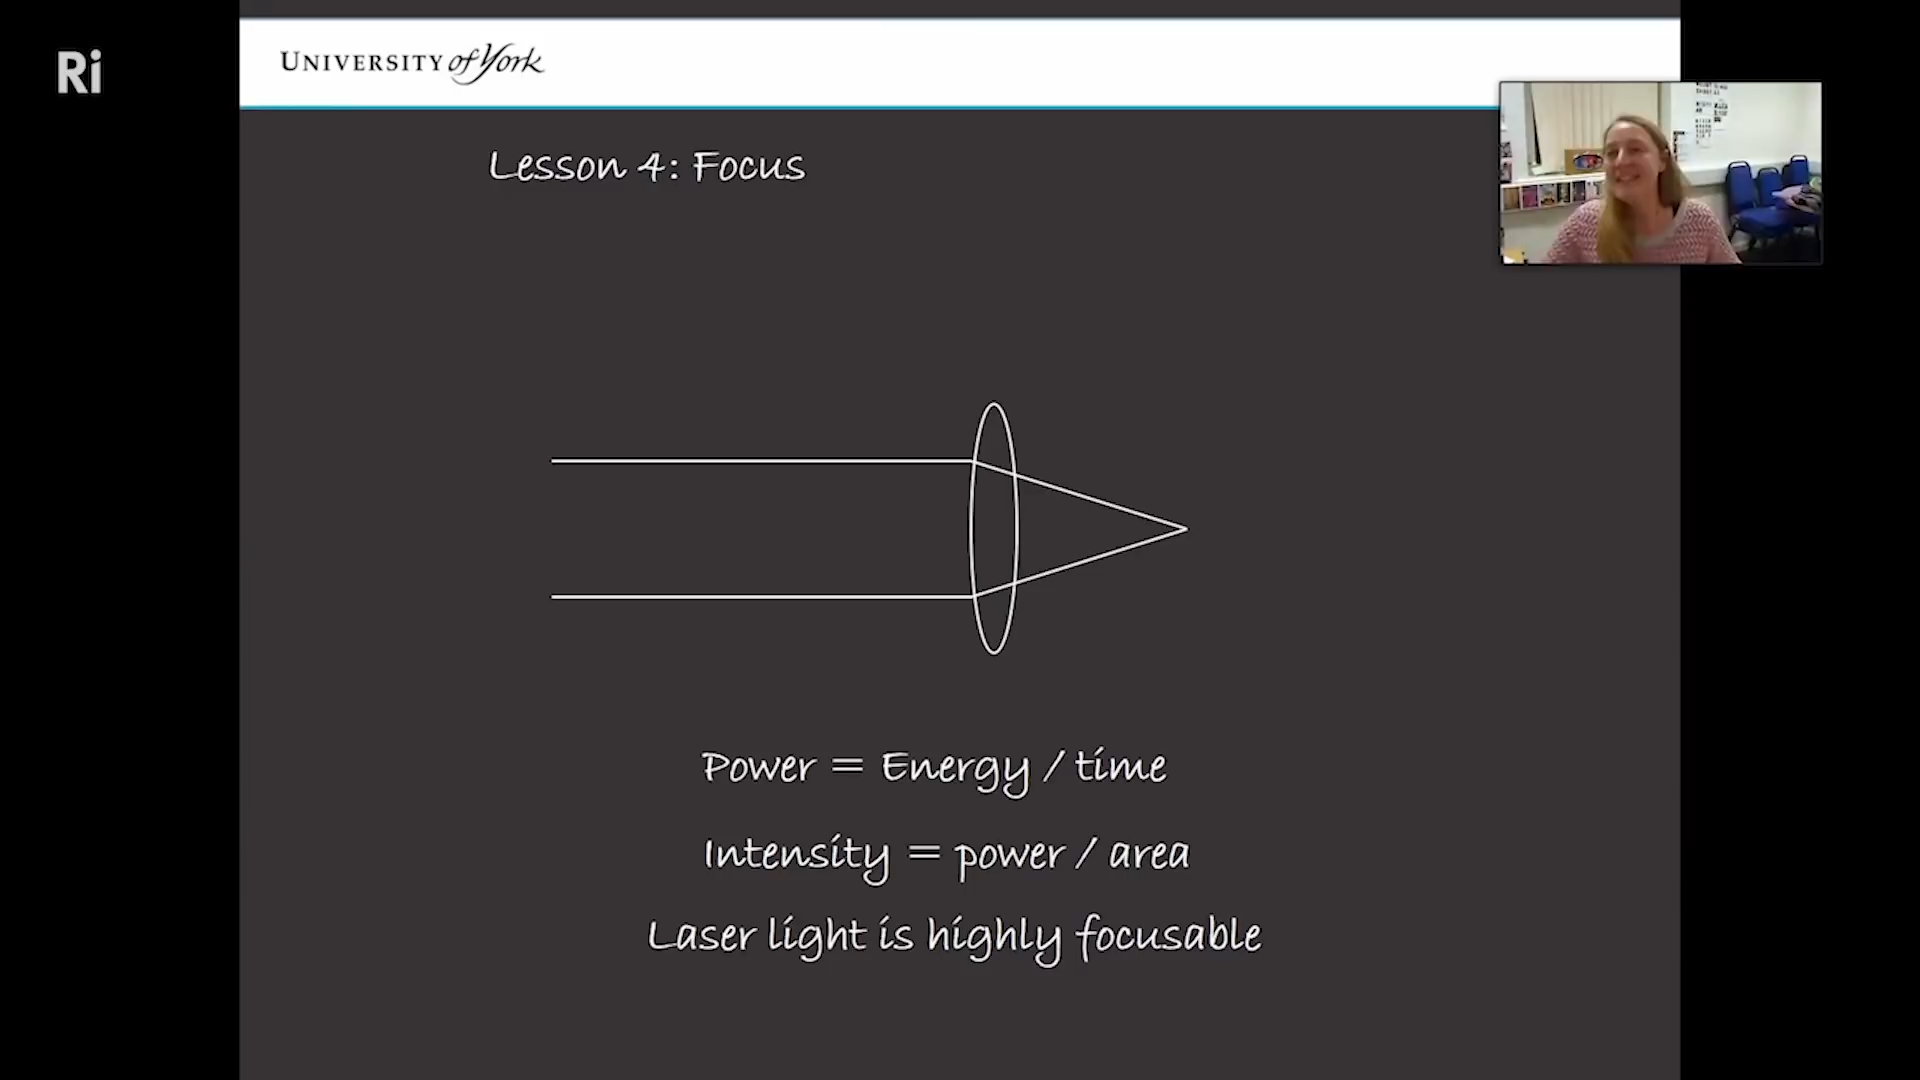 Ri
UNIVERSITY of York
Lesson 4: Focus
Power = Energy / time
Intensity = power / area
Laser light is highly focusable